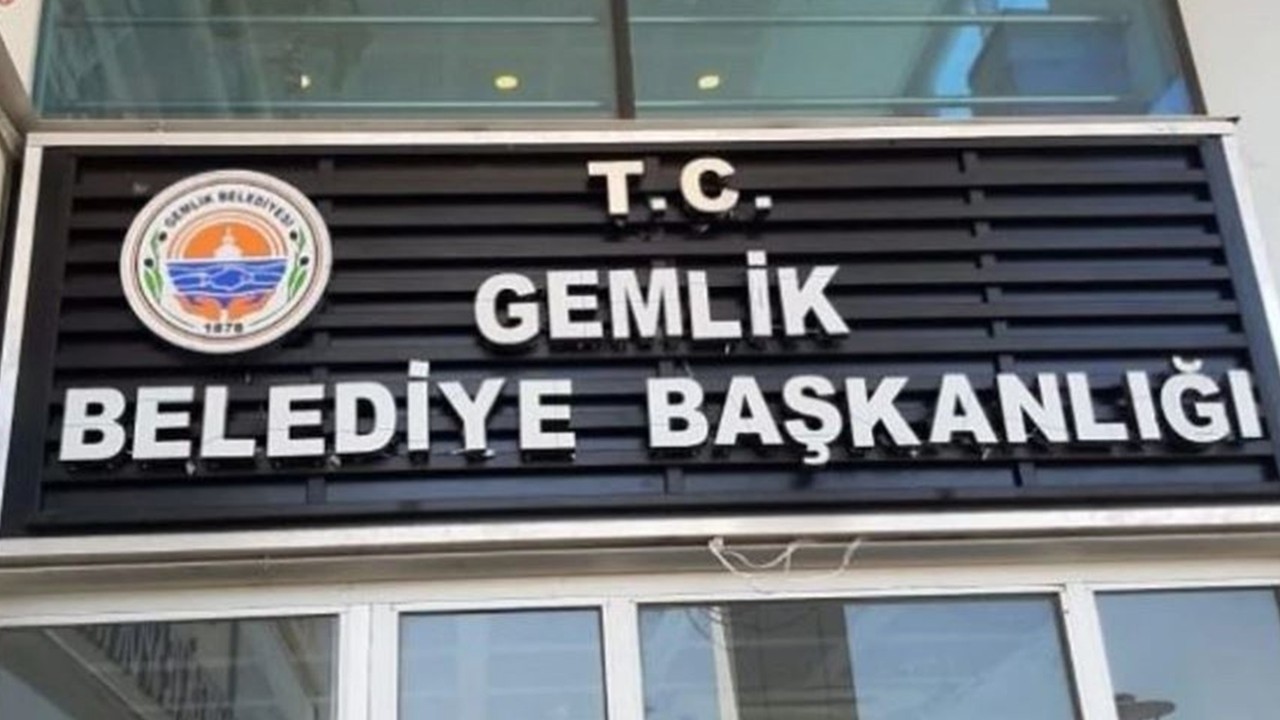 T.C.
GEMLİK
BELEDİYE BAŞKANLIĞI
GEMLİK BELEDİYESİ
1878